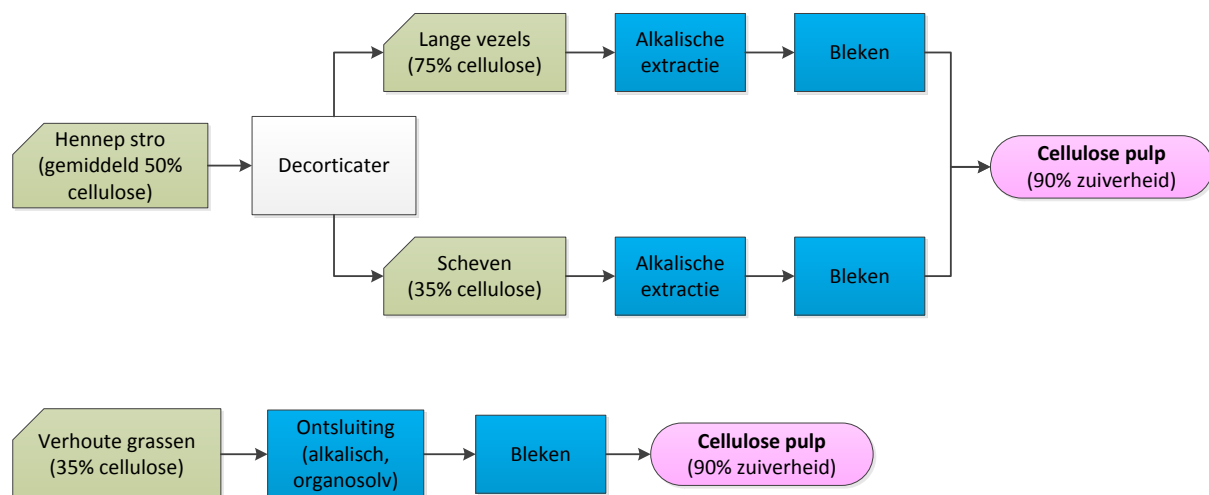 Lange vezels
(75% cellulose)
Alkalische
extractie
Bleken
Hennep stro
(gemiddeld 50%
cellulose)
Decorticater
Cellulose pulp
(90% zuiverheid)
Scheven
(35% cellulose)
Alkalische
extractie
Bleken
Verhoute grassen
(35% cellulose)
Ontsluiting
(alkalisch,
organosolv)
Bleken
Cellulose pulp
(90% zuiverheid)